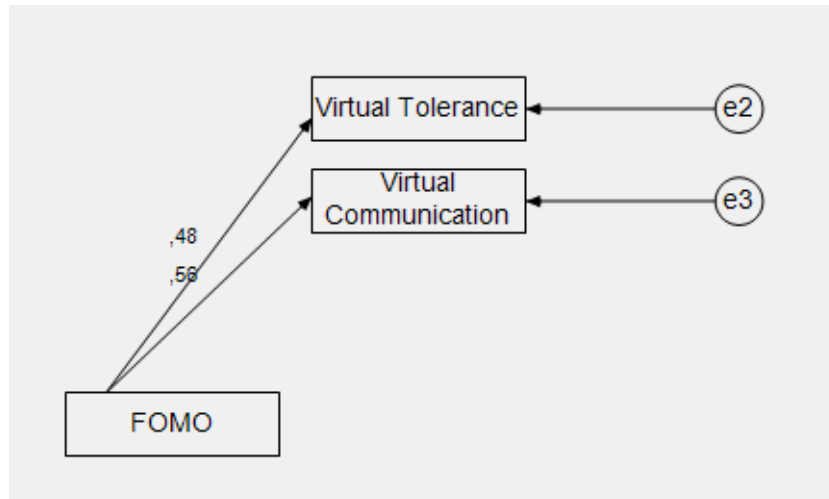 Virtual Tolerance
e2
Virtual
Communication
e3
,48
,56
FOMO